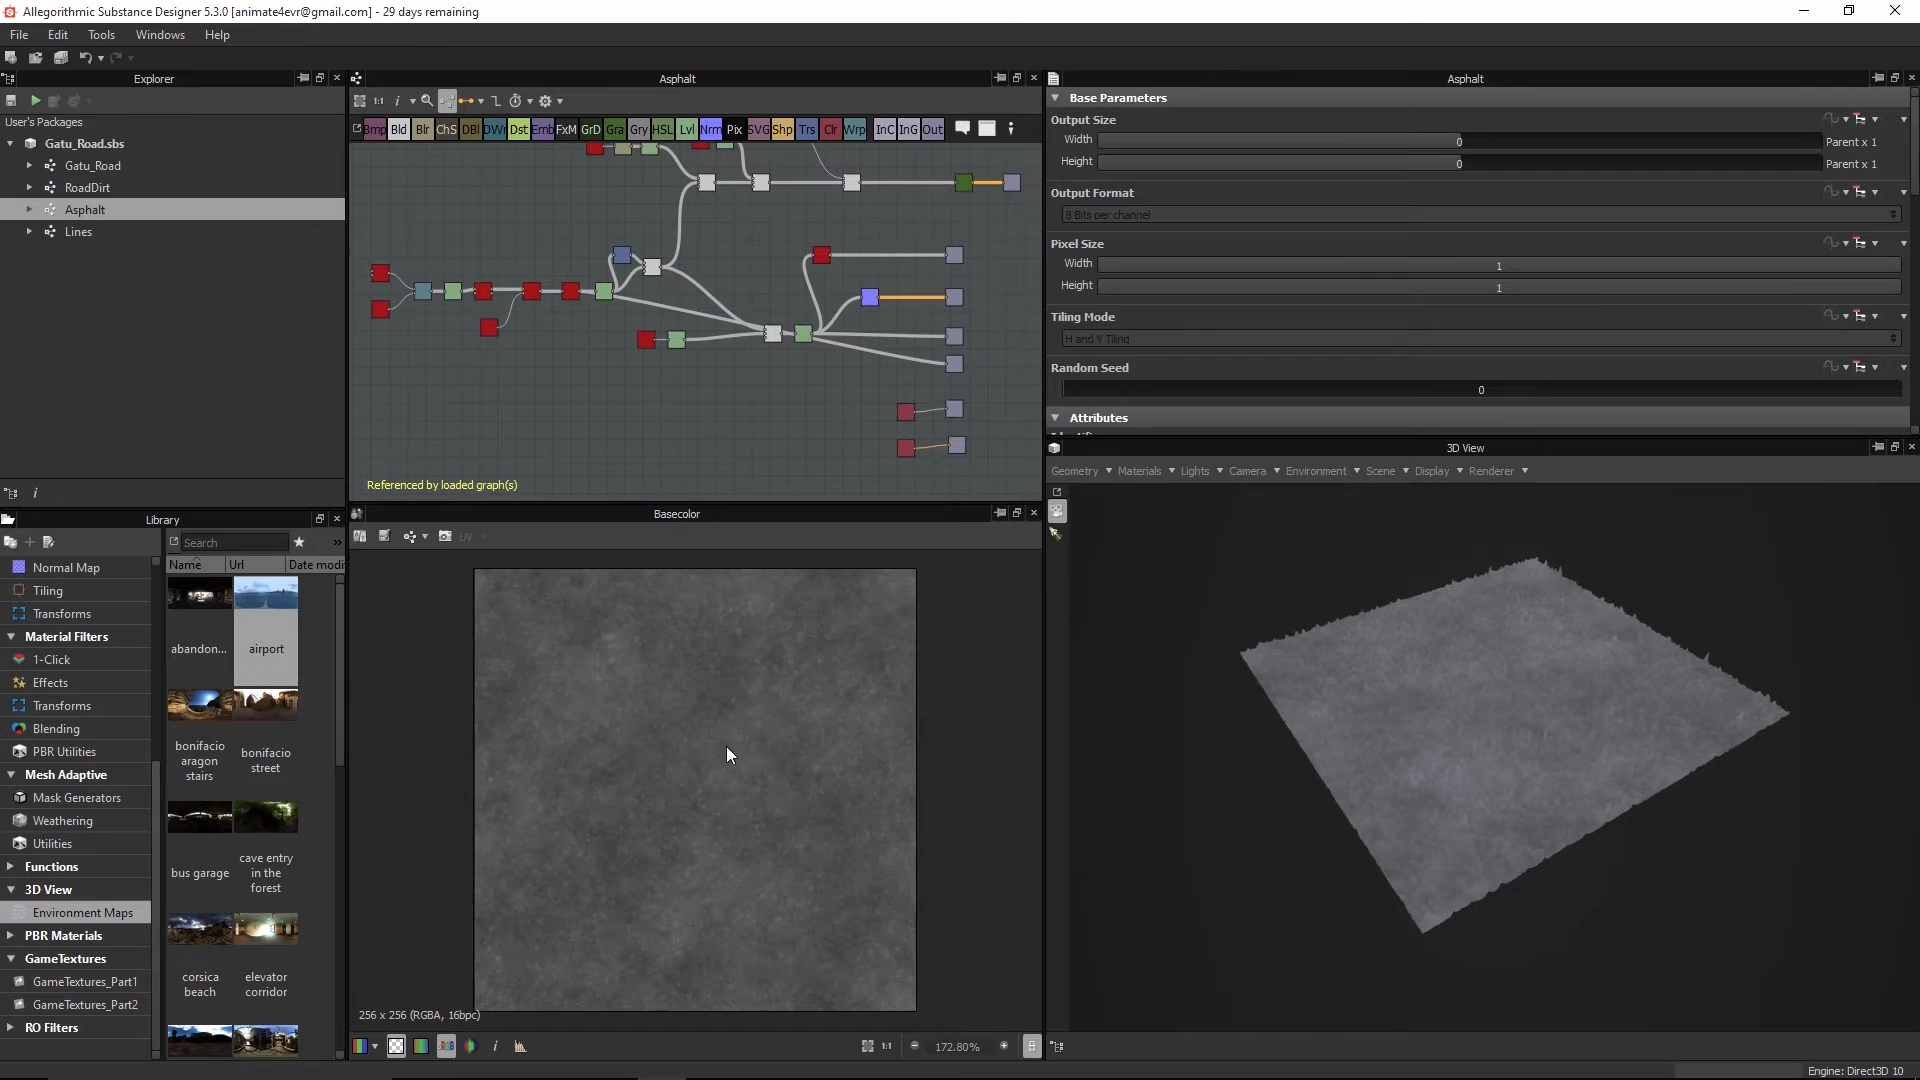 Allegorithmic Substance Designer 5.3.0 [animate4evr@gmail.com] - 29 days remaining
File Edit Tools Windows Help
Explorer
User's Packages
Gatu_Road.sbs
Gatu_Road
RoadDirt
Asphalt
Lines
Asphalt
1:1
Bmp Bld Blr ChS DBl DWr Dst Emb FxM GrD Gra Gry HSL Lvl Nrm Pix SVG Shp Trs Clr Wrp InC InG Out
Referenced by loaded graph(s)
Asphalt
Base Parameters
Output Size
Width 0 Parent x 1
Height 0 Parent x 1
Output Format
8 Bits per channel
Pixel Size
Width 1
Height 1
Tiling Mode
H and V Tiling
Random Seed
0
Attributes
Library
Search
Name Url Date modi
Normal Map
Tiling
Transforms
Material Filters
1-Click
Effects
Transforms
Blending
PBR Utilities
Mesh Adaptive
Mask Generators
Weathering
Utilities
Functions
3D View
Environment Maps
PBR Materials
GameTextures
GameTextures_Part1
GameTextures_Part2
RO Filters
abandon...
airport
bonifacio aragon stairs
bonifacio street
bus garage
cave entry in the forest
corsica beach
elevator corridor
Basecolor
UV
256 x 256 (RGBA, 16bpc)
1:1
172.80%
3D View
Geometry Materials Lights Camera Environment Scene Display Renderer
Engine: Direct3D 10